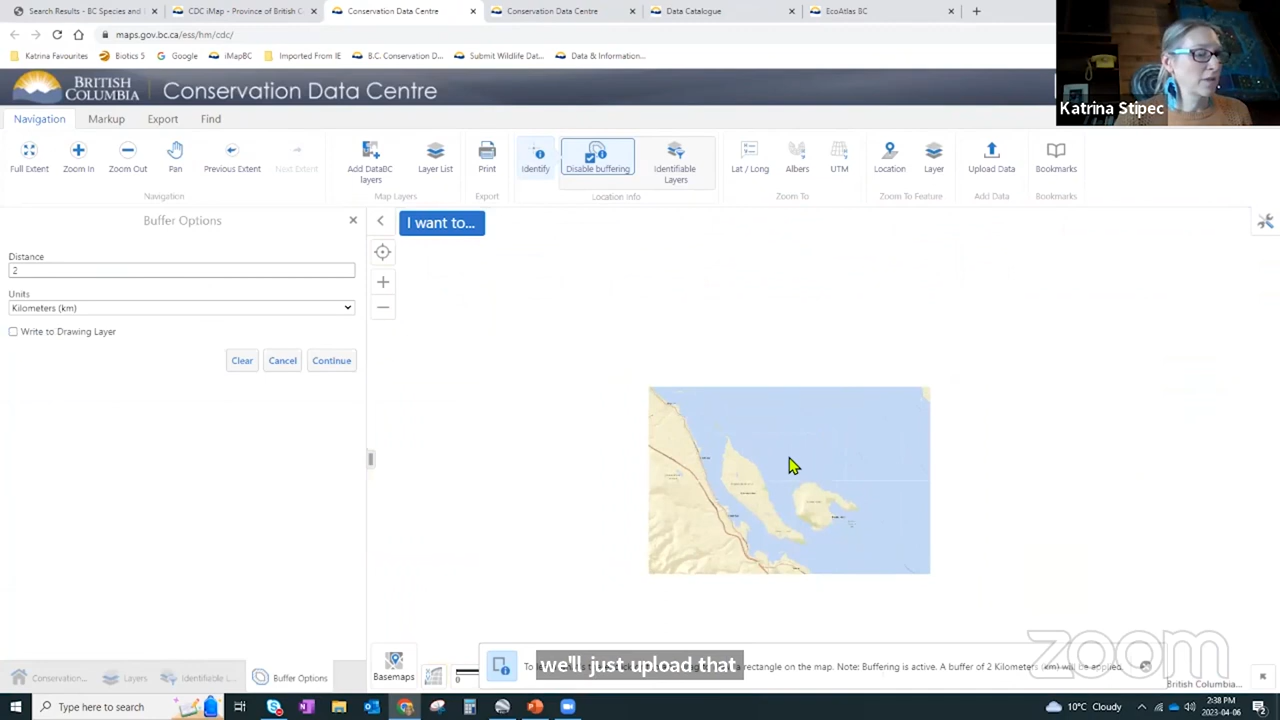 Search Results - BC Species and
CDC iMap - Province of British C
Conservation Data Centre
Conservation Data Centre
Data Catalogue
EcoAtlas BC
maps.gov.bc.ca/ess/hm/cdc/
Katrina Favourites
Biotics 5
Google
iMapBC
Imported From IE
B.C. Conservation D...
Submit Wildlife Dat...
Data & Information...
BRITISH
COLUMBIA
Conservation Data Centre
Katrina Stipec
Navigation
Markup
Export
Find
Full Extent
Zoom In
Zoom Out
Pan
Previous Extent
Next Extent
Add DataBC
layers
Layer List
Print
Identify
Disable buffering
Identifiable
Layers
Lat / Long
Albers
UTM
Location
Layer
Upload Data
Bookmarks
Navigation
Map Layers
Export
Location Info
Zoom To
Zoom To Feature
Add Data
Bookmarks
Buffer Options
I want to...
Distance
2
Units
Kilometers (km)
Write to Drawing Layer
Clear
Cancel
Continue
we'll just upload that
a rectangle on the map. Note: Buffering is active. A buffer of 2 Kilometers (km) will be applied.
zoom
Conservation...
Layers
Identifiable L...
Buffer Options
Basemaps
0
British Columbia...
Type here to search
10°C Cloudy
2:38 PM
2023-04-06
2